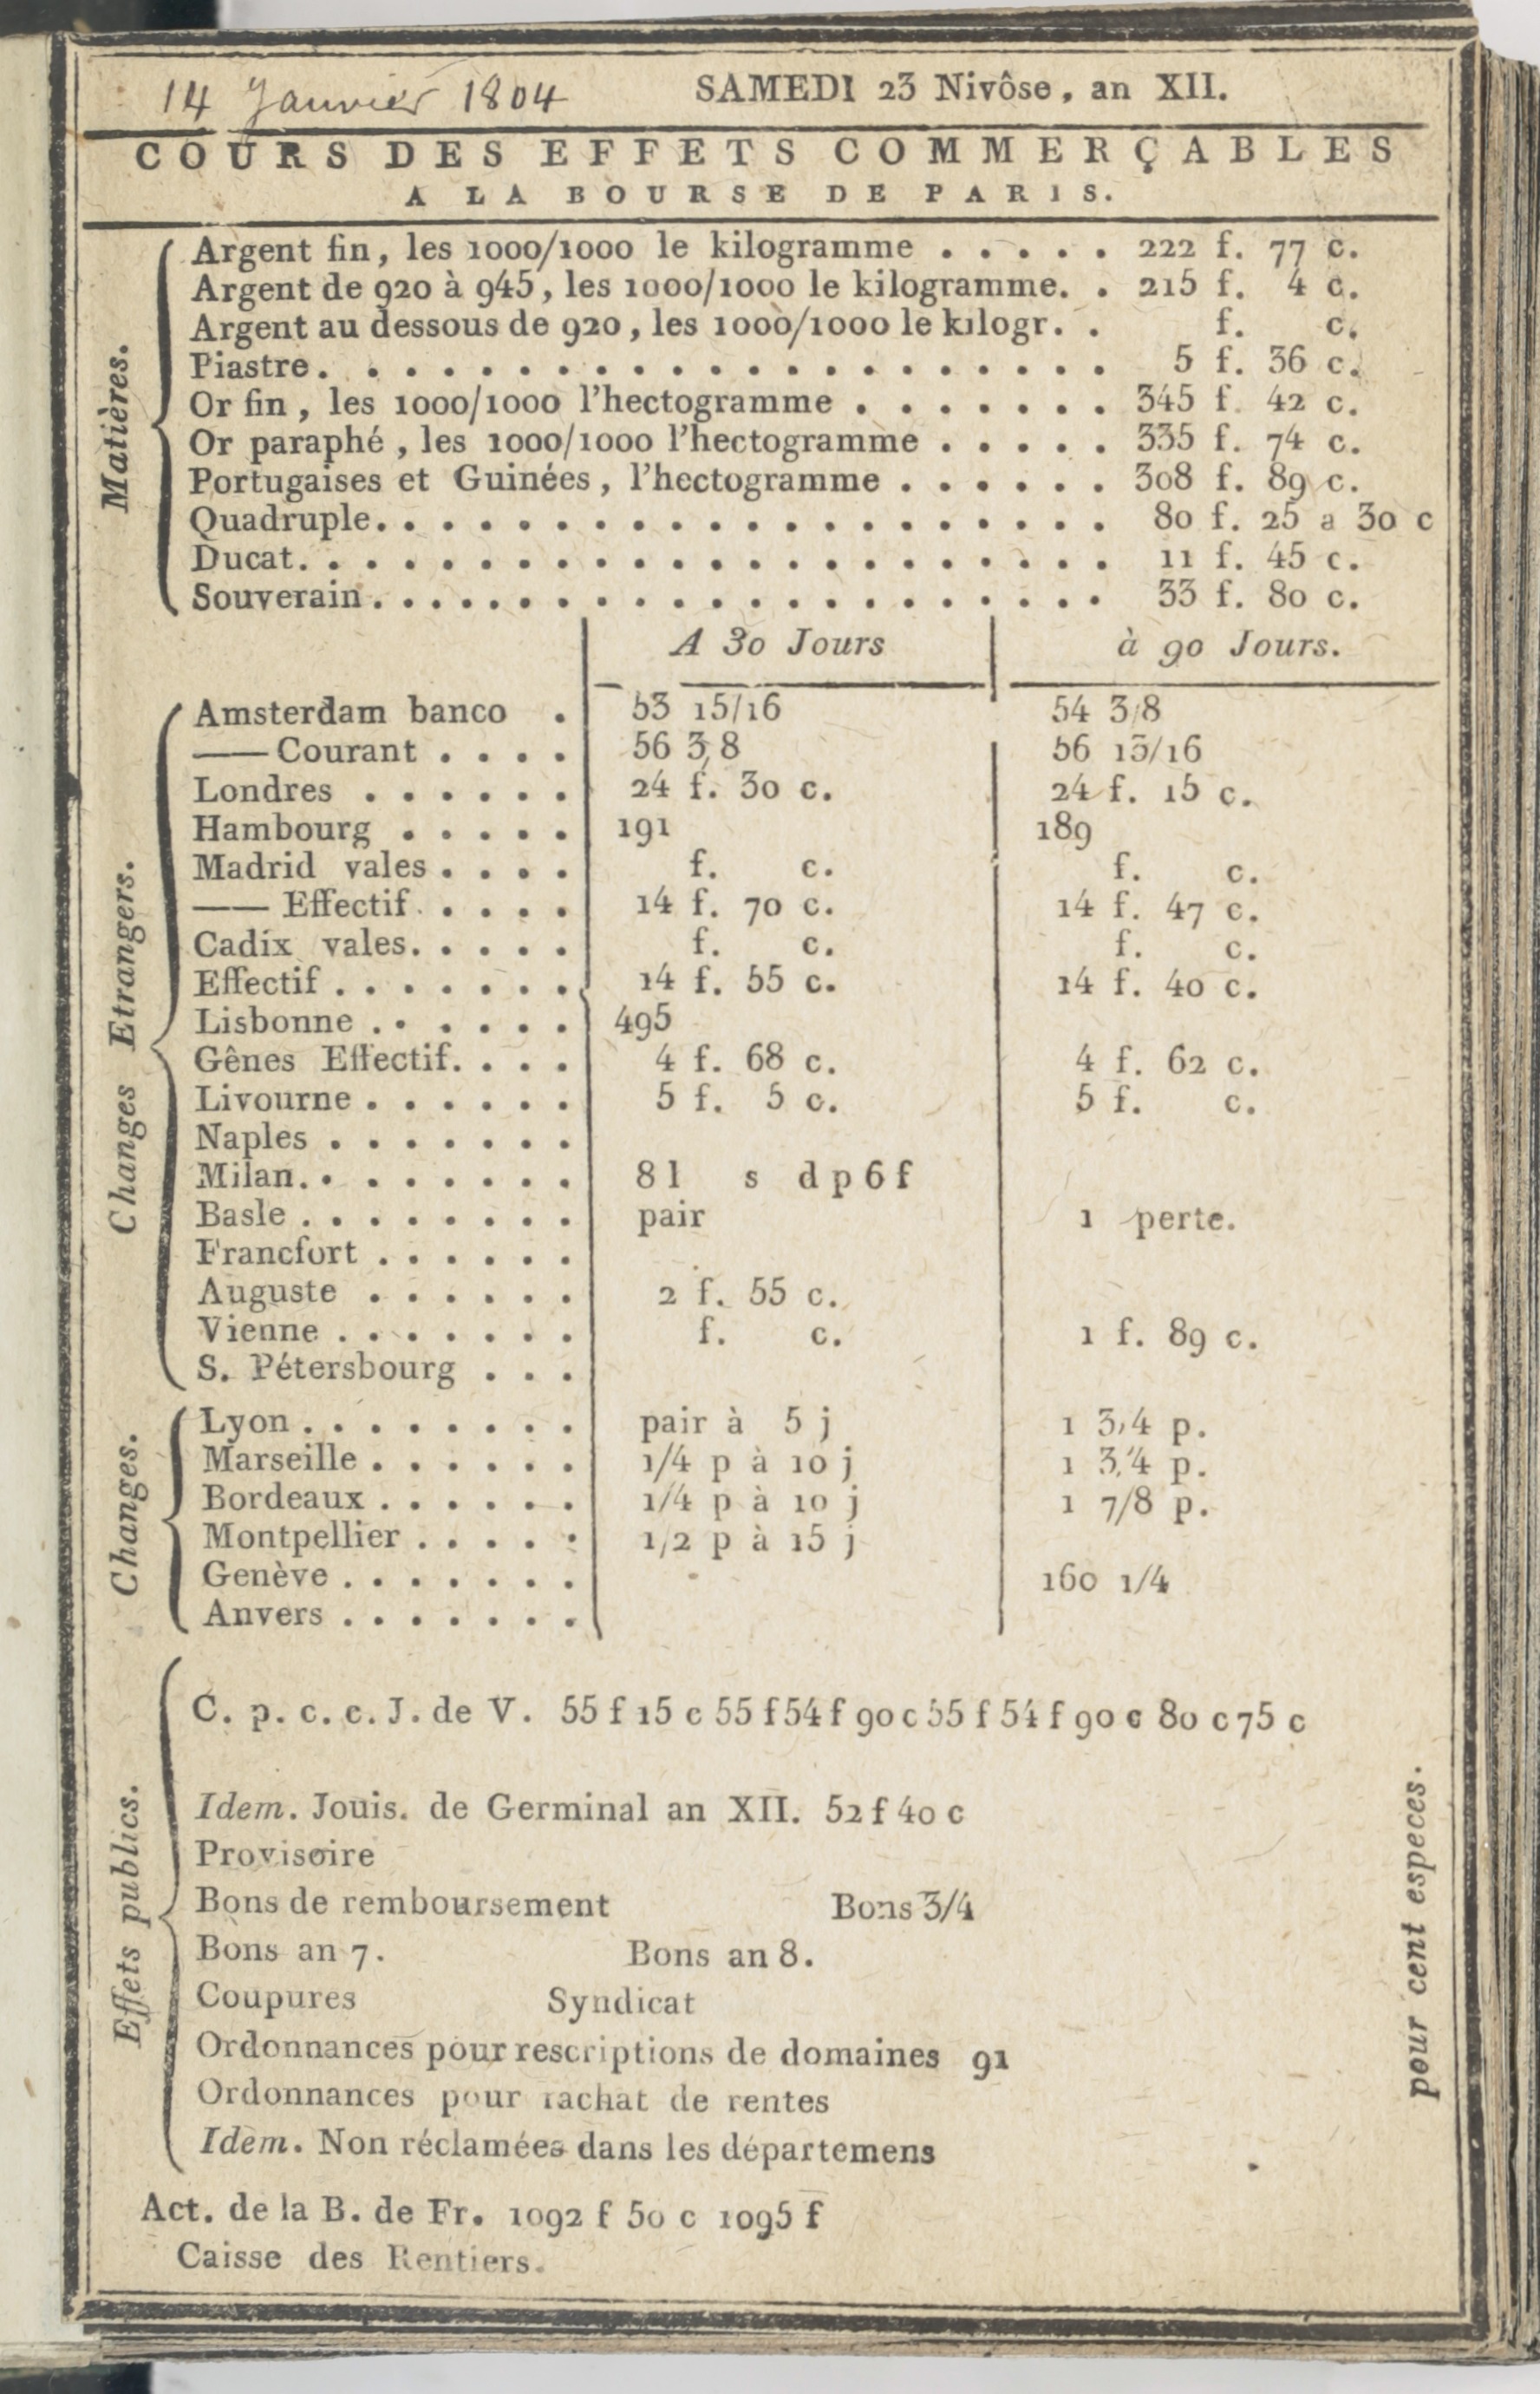 14 Janvier 1804 SAMEDI 23 Nivôse, an XII.
COURS DES EFFETS COMMERÇABLES
A LA BOURSE DE PARIS.
Matières.
Argent fin, les 1000/1000 le kilogramme . . . . . 222 f. 77 c.
Argent de 920 à 945, les 1000/1000 le kilogramme. . 215 f. 4 c.
Argent au dessous de 920, les 1000/1000 le kilogr. . f. c.
Piastre. . . . . . . . . . . . . . . . . . . . . 5 f. 36 c.
Or fin, les 1000/1000 l'hectogramme . . . . . . . 345 f. 42 c.
Or paraphé, les 1000/1000 l'hectogramme . . . . . 335 f. 74 c.
Portugaises et Guinées, l'hectogramme . . . . . . 308 f. 89 c.
Quadruple. . . . . . . . . . . . . . . . . . . . 80 f. 25 a 30 c
Ducat. . . . . . . . . . . . . . . . . . . . . . 11 f. 45 c.
Souverain. . . . . . . . . . . . . . . . . . . . 33 f. 80 c.
A 30 Jours à 90 Jours.
Changes Etrangers.
Amsterdam banco . 53 15/16 54 3/8
—— Courant . . . . 56 3/8 56 13/16
Londres . . . . . . 24 f. 30 c. 24 f. 15 c.
Hambourg . . . . . 191 189
Madrid vales . . . . f. c. f. c.
—— Effectif. . . . . 14 f. 70 c. 14 f. 47 c.
Cadix vales. . . . . f. c. f. c.
Effectif . . . . . . . 14 f. 55 c. 14 f. 40 c.
Lisbonne . . . . . . 495
Gênes Effectif. . . . 4 f. 68 c. 4 f. 62 c.
Livourne . . . . . . 5 f. 5 c. 5 f. c.
Naples . . . . . . .
Milan. . . . . . . . 8 l s d p 6 f
Basle . . . . . . . . pair 1 perte.
Francfort . . . . . .
Auguste . . . . . . 2 f. 55 c.
Vienne . . . . . . . f. c. 1 f. 89 c.
S. Pétersbourg . . .
Changes.
Lyon . . . . . . . . pair à 5 j 1 3/4 p.
Marseille . . . . . . 1/4 p à 10 j 1 3/4 p.
Bordeaux . . . . . . 1/4 p à 10 j 1 7/8 p.
Montpellier . . . . . 1/2 p à 15 j
Genève . . . . . . . 160 1/4
Anvers . . . . . . .
Effets publics.
C. p. c. c. J. de V. 55 f 15 c 55 f 54 f 90 c 55 f 54 f 90 c 80 c 75 c
Idem. Jouis. de Germinal an XII. 52 f 40 c
Provisoire
Bons de remboursement Bons 3/4
Bons an 7. Bons an 8.
Coupures Syndicat
Ordonnances pour rescriptions de domaines 91
Ordonnances pour rachat de rentes
Idem. Non réclamées dans les départemens
pour cent especes.
Act. de la B. de Fr. 1092 f 50 c 1095 f
Caisse des Rentiers.